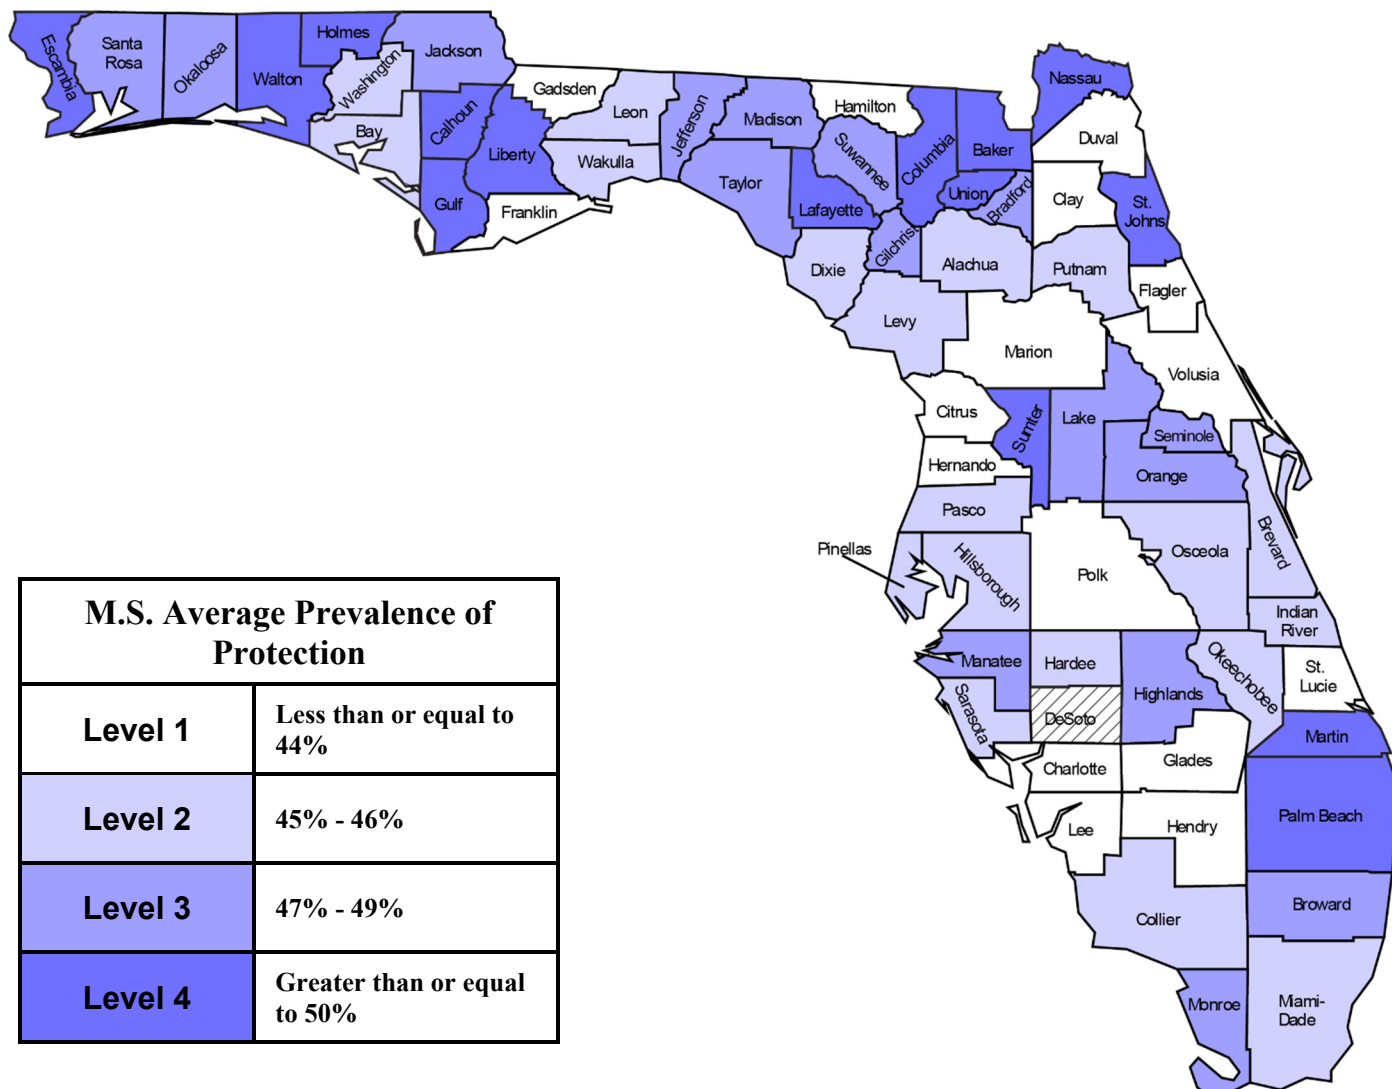 Escambia
Santa
Rosa
Okaloosa
Walton
Holmes
Washington
Jackson
Bay
Calhoun
Gulf
Liberty
Gadsden
Franklin
Leon
Wakulla
Jefferson
Madison
Taylor
Hamilton
Suwannee
Lafayette
Columbia
Baker
Union
Bradford
Nassau
Duval
Clay
St.
Johns
Dixie
Gilchrist
Alachua
Putnam
Flagler
Levy
Marion
Volusia
Citrus
Sumter
Lake
Seminole
Hernando
Orange
Pasco
Pinellas
Hillsborough
Polk
Osceola
Brevard
Indian
River
Manatee
Hardee
Highlands
Okeechobee
St.
Lucie
Sarasota
DeSoto
Martin
Charlotte
Glades
Lee
Hendry
Palm Beach
Collier
Broward
Monroe
Miami-
Dade
M.S. Average Prevalence of
Protection
Level 1
Less than or equal to
44%
Level 2
45% - 46%
Level 3
47% - 49%
Level 4
Greater than or equal
to 50%